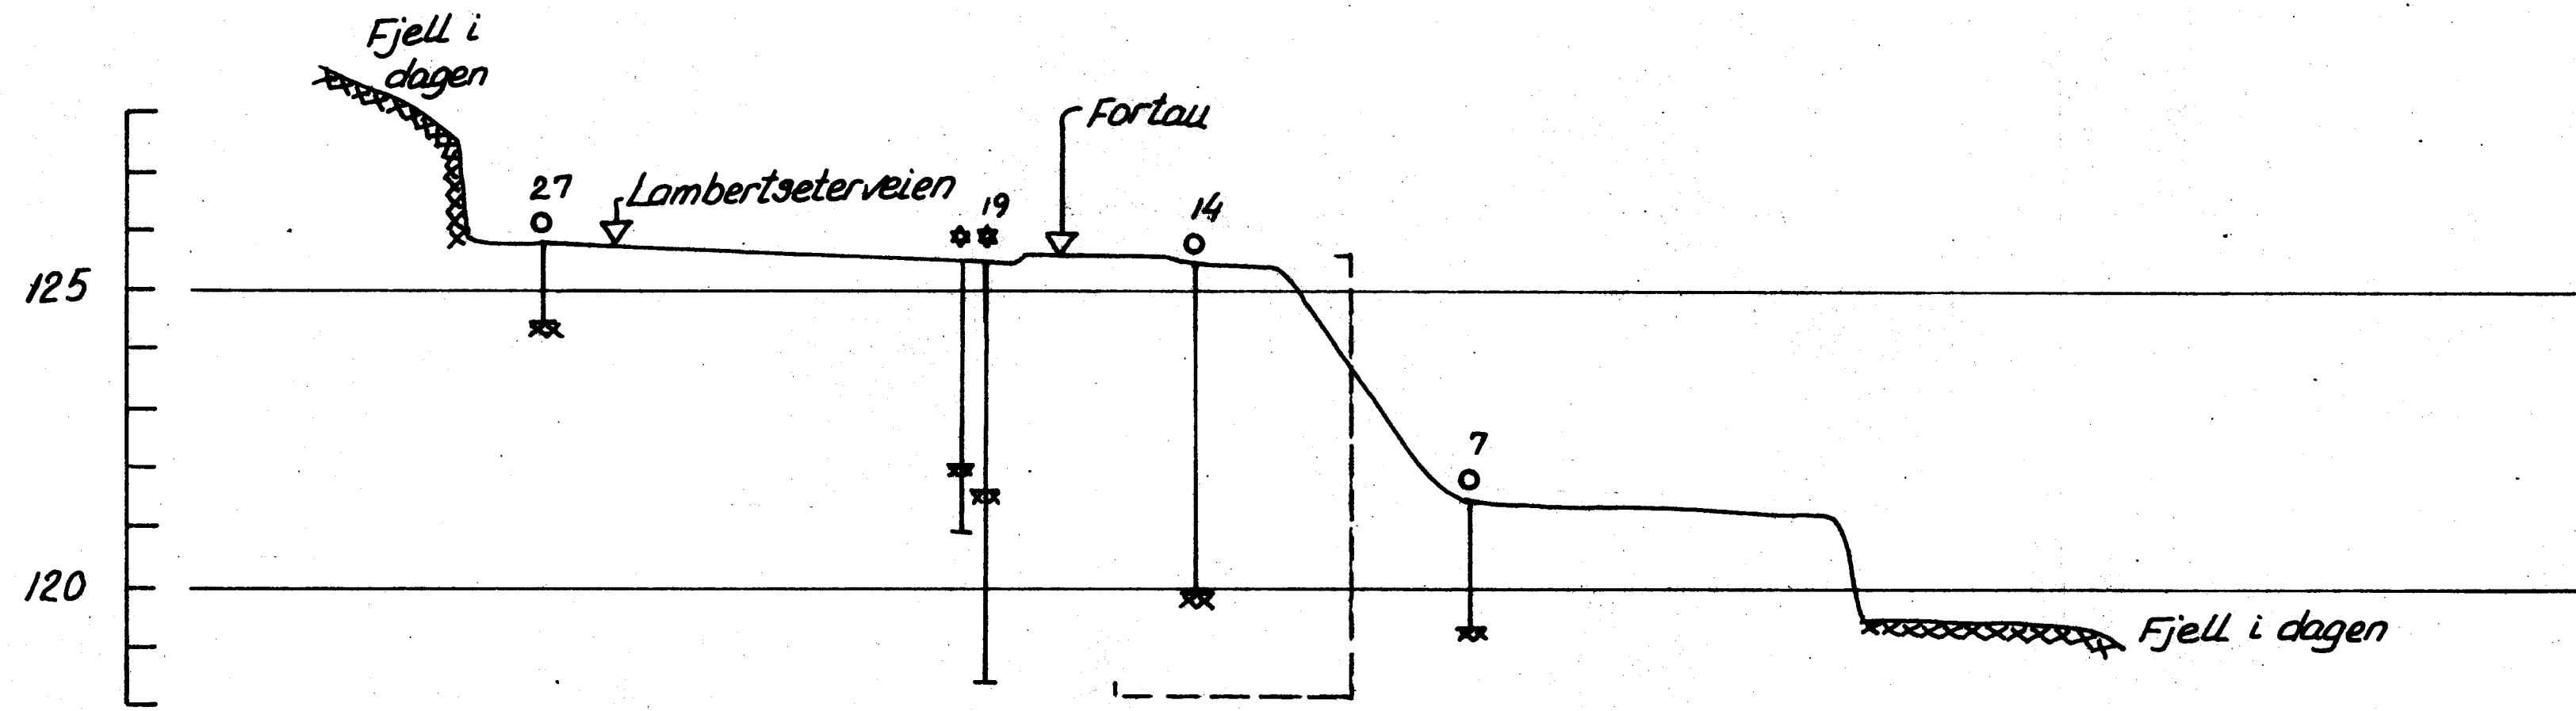 Fjell i
dagen
Fortau
27
Lambertseterveien
19
14
125
7
120
Fjell i dagen